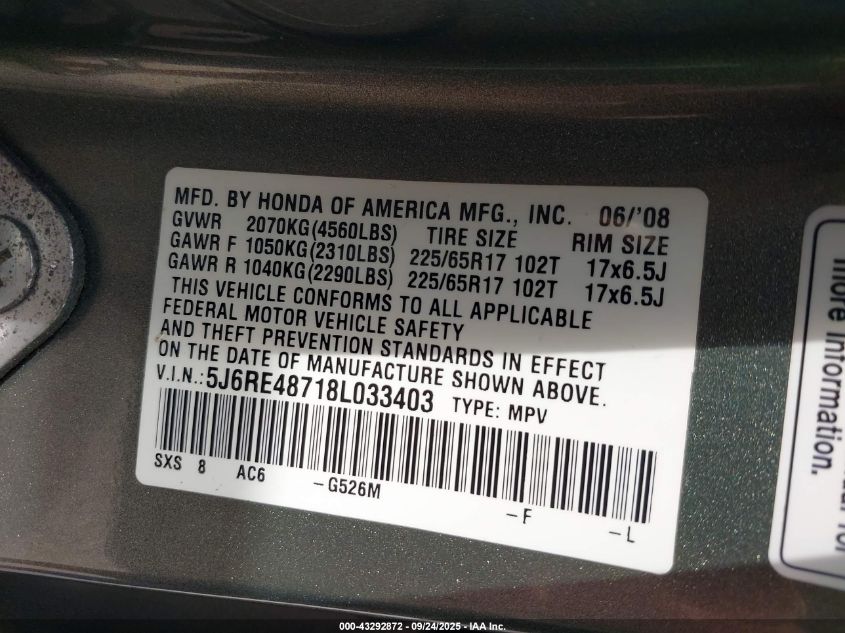 MFD. BY HONDA OF AMERICA MFG., INC. 06/'08
GVWR 2070KG(4560LBS) TIRE SIZE RIM SIZE
GAWR F 1050KG(2310LBS) 225/65R17 102T 17x6.5J
GAWR R 1040KG(2290LBS) 225/65R17 102T 17x6.5J
THIS VEHICLE CONFORMS TO ALL APPLICABLE
FEDERAL MOTOR VEHICLE SAFETY
AND THEFT PREVENTION STANDARDS IN EFFECT
ON THE DATE OF MANUFACTURE SHOWN ABOVE.
V.I.N.:5J6RE48718L033403 TYPE: MPV
SXS 8 AC6 -G526M -F -L
more
information.
for
000-43292872 - 09/24/2025 - IAA Inc.